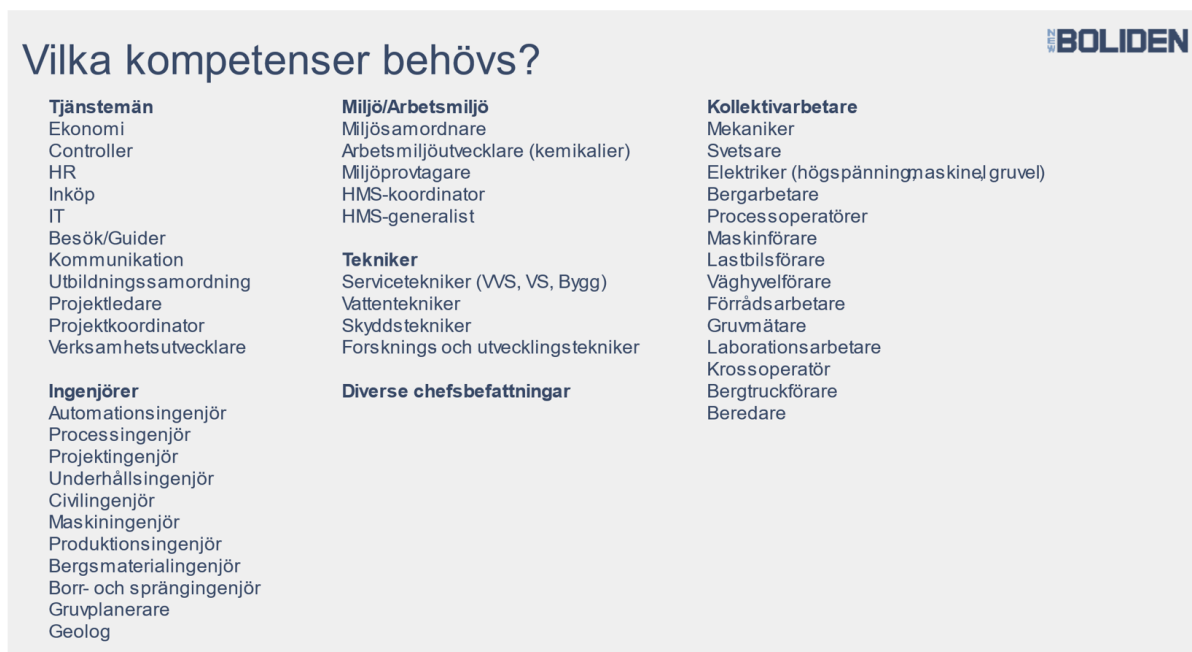 Vilka kompetenser behövs?
NEW BOLIDEN
Tjänstemän
Ekonomi
Controller
HR
Inköp
IT
Besök/Guider
Kommunikation
Utbildningssamordning
Projektledare
Projektkoordinator
Verksamhetsutvecklare
Ingenjörer
Automationsingenjör
Processingenjör
Projektingenjör
Underhållsingenjör
Civilingenjör
Maskiningenjör
Produktionsingenjör
Bergsmaterialingenjör
Borr- och sprängingenjör
Gruvplanerare
Geolog
Miljö/Arbetsmiljö
Miljösamordnare
Arbetsmiljöutvecklare (kemikalier)
Miljöprovtagare
HMS-koordinator
HMS-generalist
Tekniker
Servicetekniker (VVS, VS, Bygg)
Vattentekniker
Skyddstekniker
Forsknings och utvecklingstekniker
Diverse chefsbefattningar
Kollektivarbetare
Mekaniker
Svetsare
Elektriker (högspänning, maskinel, gruvel)
Bergarbetare
Processoperatörer
Maskinförare
Lastbilsförare
Väghyvelförare
Förrådsarbetare
Gruvmätare
Laborationsarbetare
Krossoperatör
Bergtruckförare
Beredare